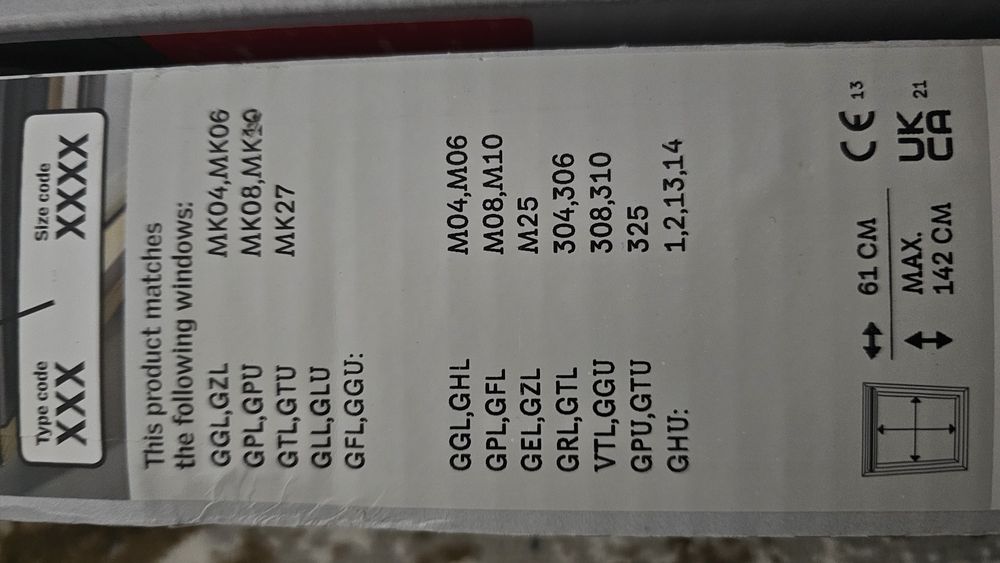 Type code
Size code
XXX
XXXX
This product matches
the following windows:
GGL,GZL MK04,MK06
GPL,GPU MK08,MK10
GTL,GTU MK27
GLL,GLU
GFL,GGU:
GGL,GHL M04,M06
GPL,GFL M08,M10
GEL,GZL M25
GRL,GTL 304,306
VTL,GGU 308,310
GPU,GTU 325
GHU: 1,2,13,14
61 CM
MAX.
142 CM
CE 13
UK
CA 21